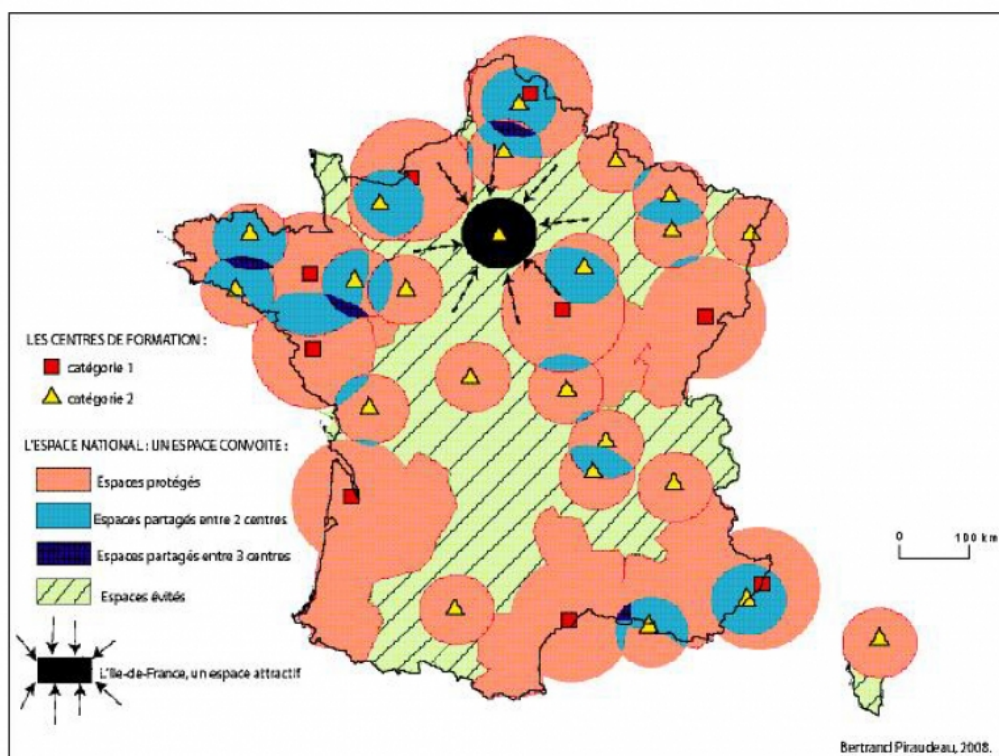 LES CENTRES DE FORMATION :
catégorie 1
catégorie 2
L'ESPACE NATIONAL : UN ESPACE CONVOITE :
Espaces protégés
Espaces partagés entre 2 centres
Espaces partagés entre 3 centres
Espaces évités
L'Ile-de-France, un espace attractif
0 100 km
Bertrand Piraudeau, 2008.